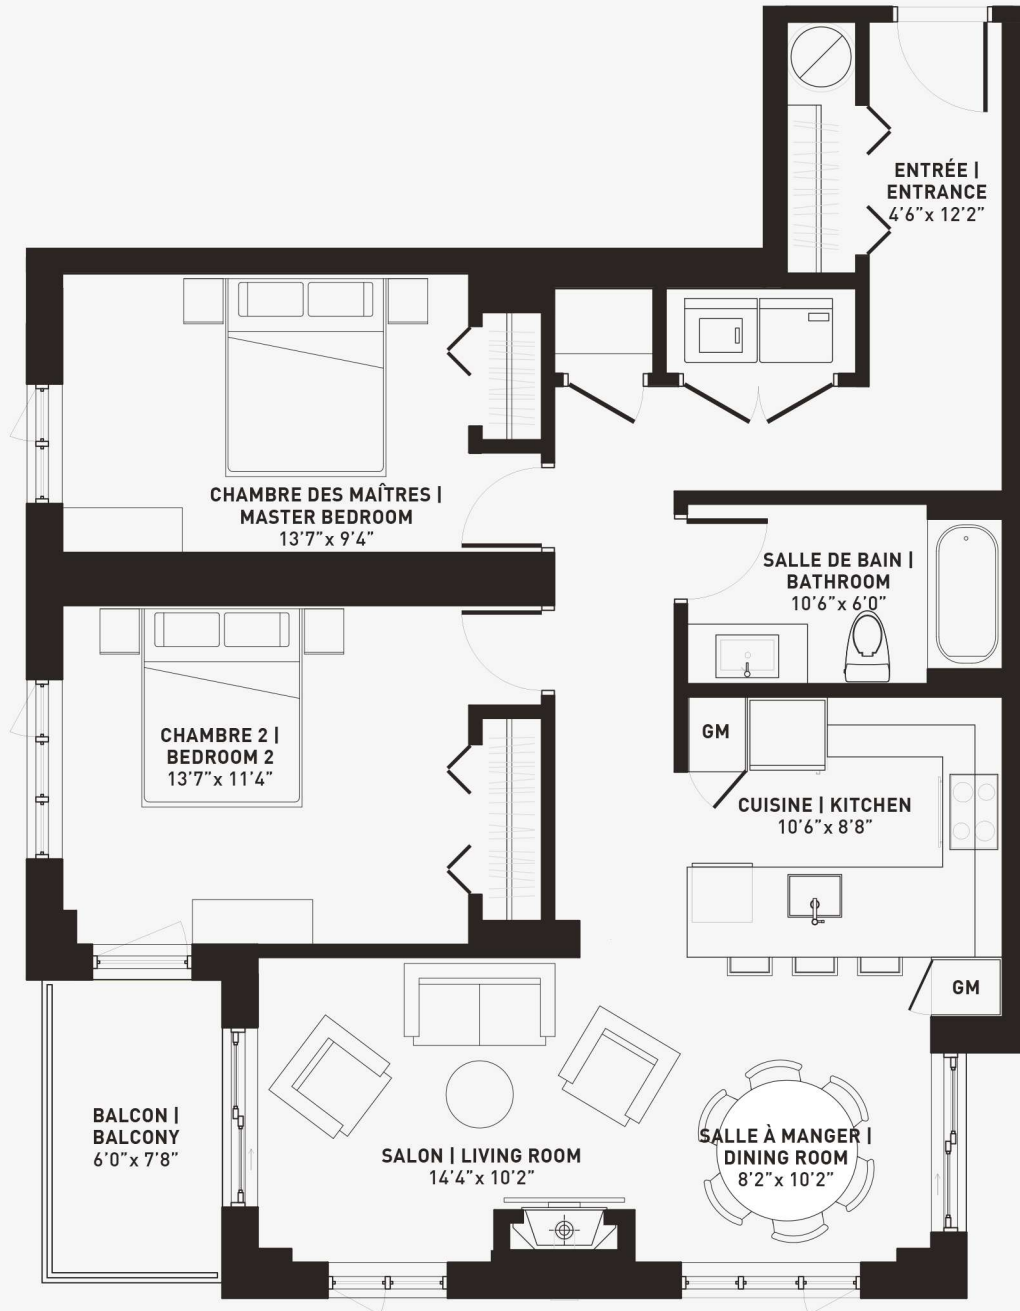 ENTRÉE |
ENTRANCE
4'6" x 12'2"
CHAMBRE DES MAÎTRES |
MASTER BEDROOM
13'7" x 9'4"
SALLE DE BAIN |
BATHROOM
10'6" x 6'0"
CHAMBRE 2 |
BEDROOM 2
13'7" x 11'4"
GM
CUISINE | KITCHEN
10'6" x 8'8"
GM
BALCON |
BALCONY
6'0" x 7'8"
SALON | LIVING ROOM
14'4" x 10'2"
SALLE À MANGER |
DINING ROOM
8'2" x 10'2"